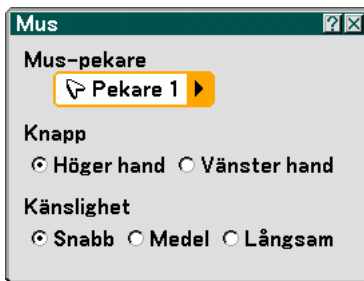 Mus
Mus-pekare
Pekare 1
Knapp
Höger hand Vänster hand
Känslighet
Snabb Medel Långsam